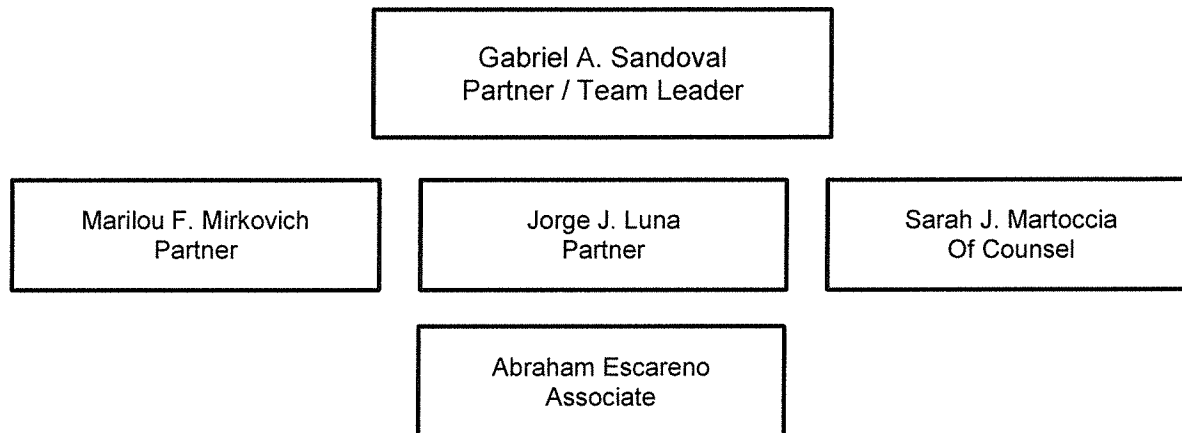 Gabriel A. Sandoval
Partner / Team Leader
Marilou F. Mirkovich
Partner
Jorge J. Luna
Partner
Sarah J. Martoccia
Of Counsel
Abraham Escareno
Associate